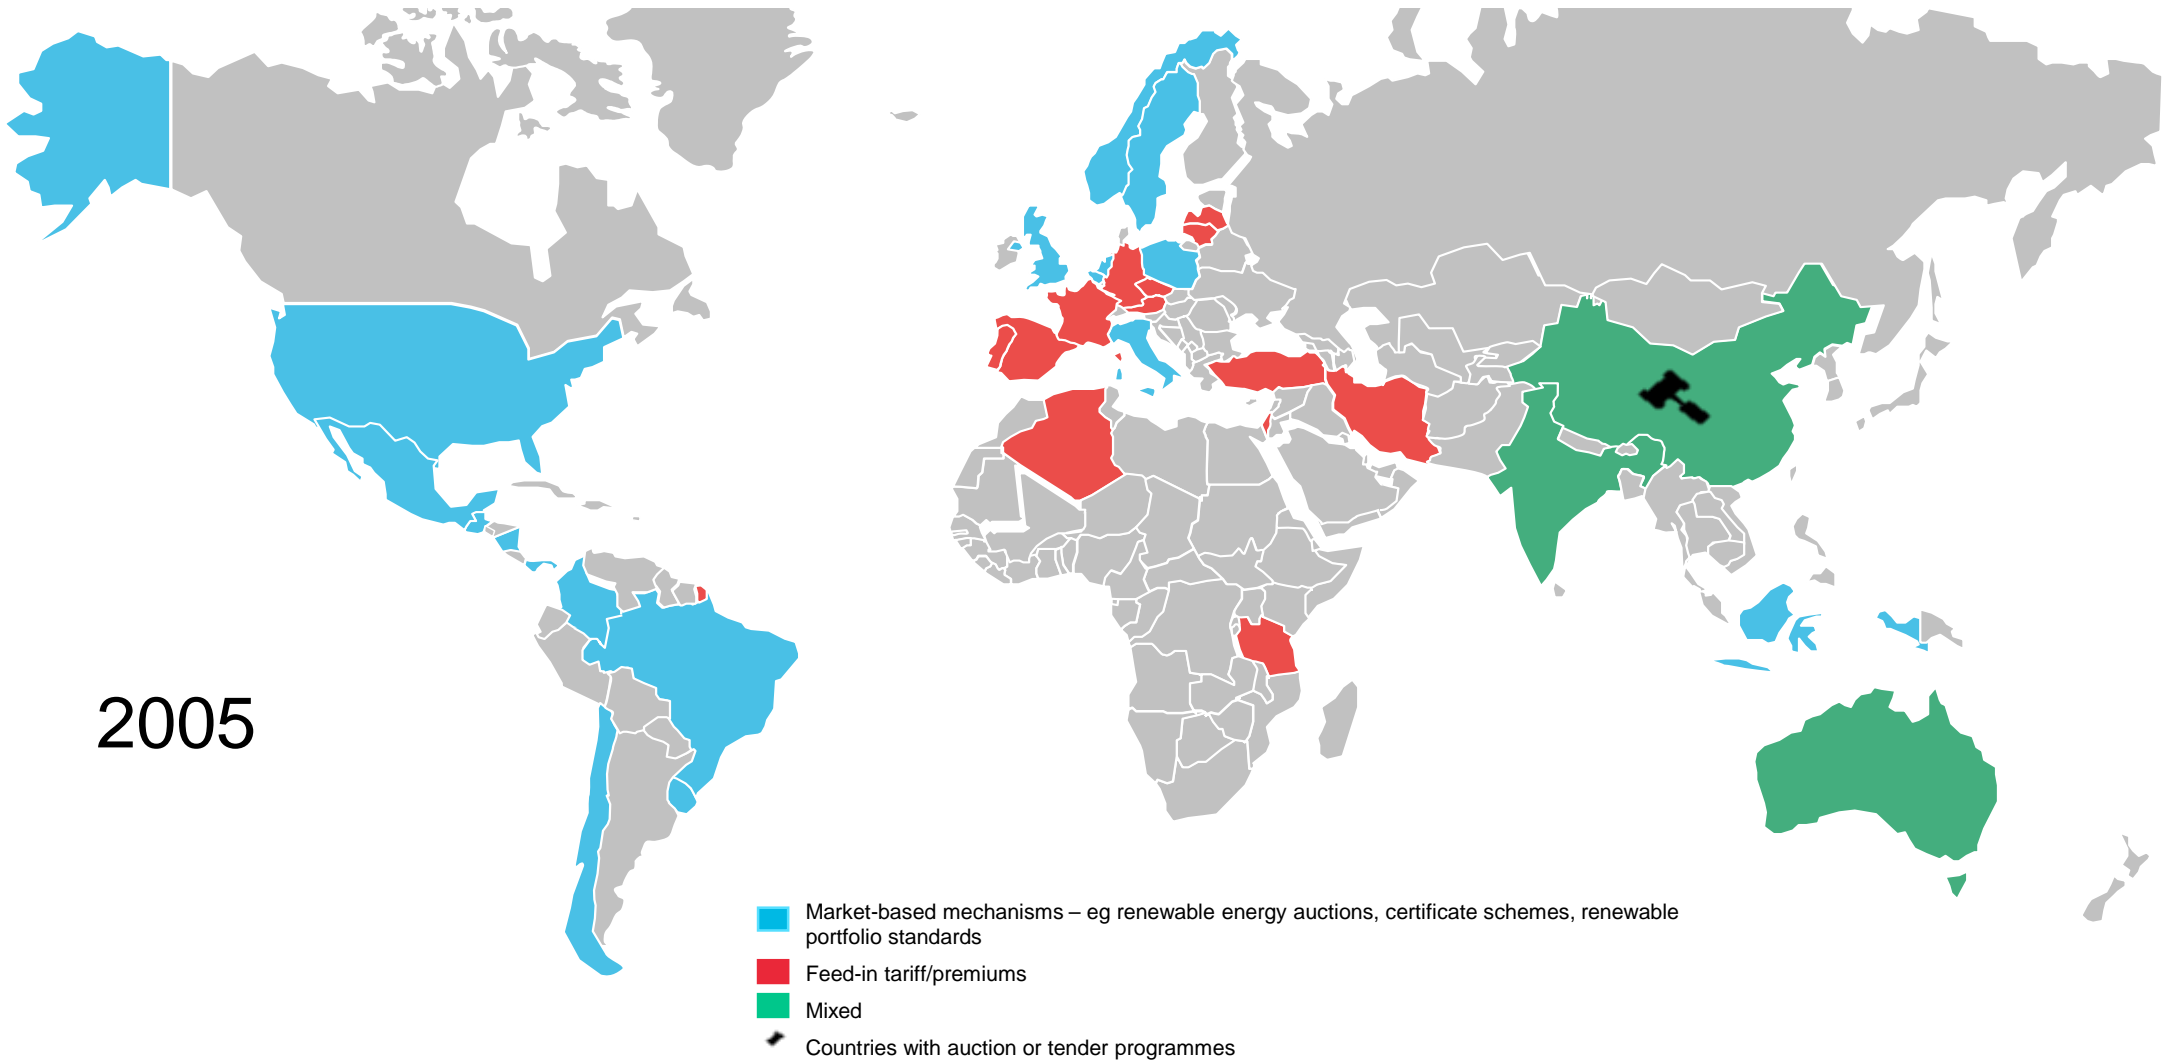 2005
Market-based mechanisms – eg renewable energy auctions, certificate schemes, renewable
portfolio standards
Feed-in tariff/premiums
Mixed
Countries with auction or tender programmes